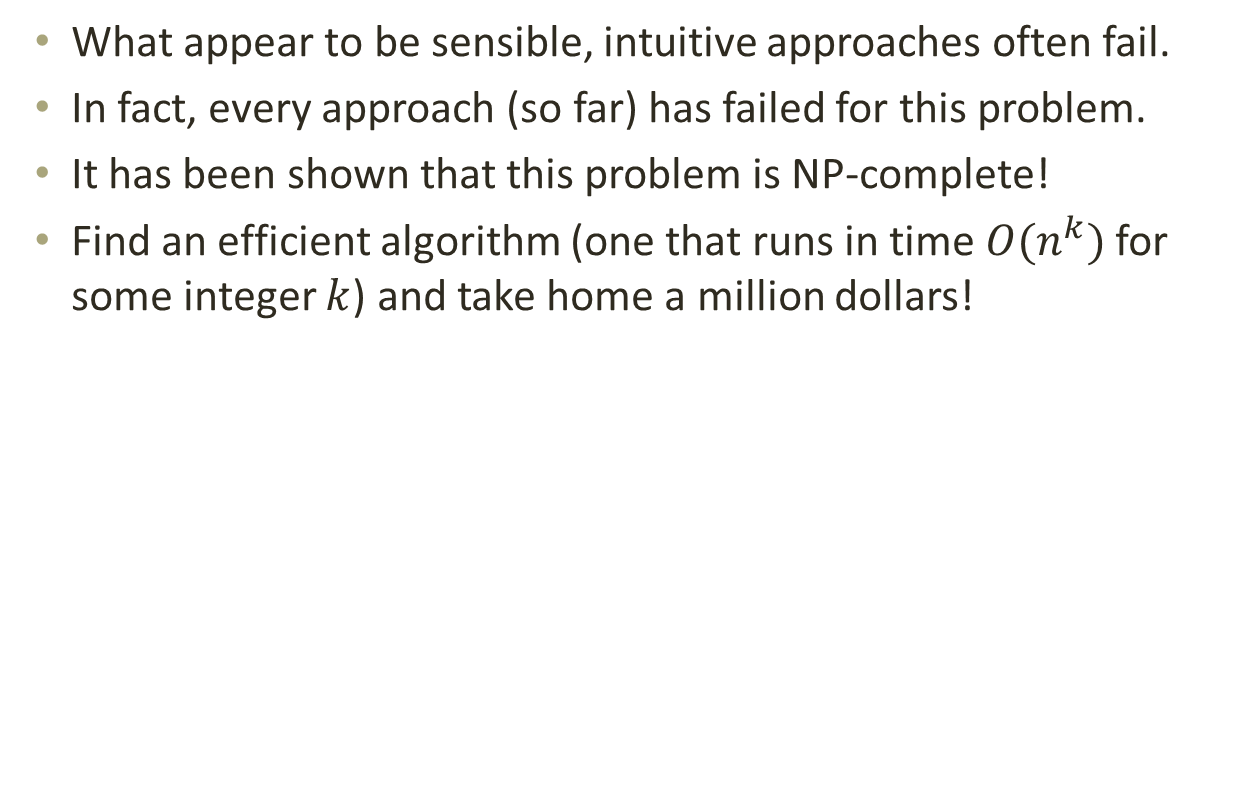 • What appear to be sensible, intuitive approaches often fail.
• In fact, every approach (so far) has failed for this problem.
• It has been shown that this problem is NP-complete!
• Find an efficient algorithm (one that runs in time O(n^k) for
some integer k) and take home a million dollars!